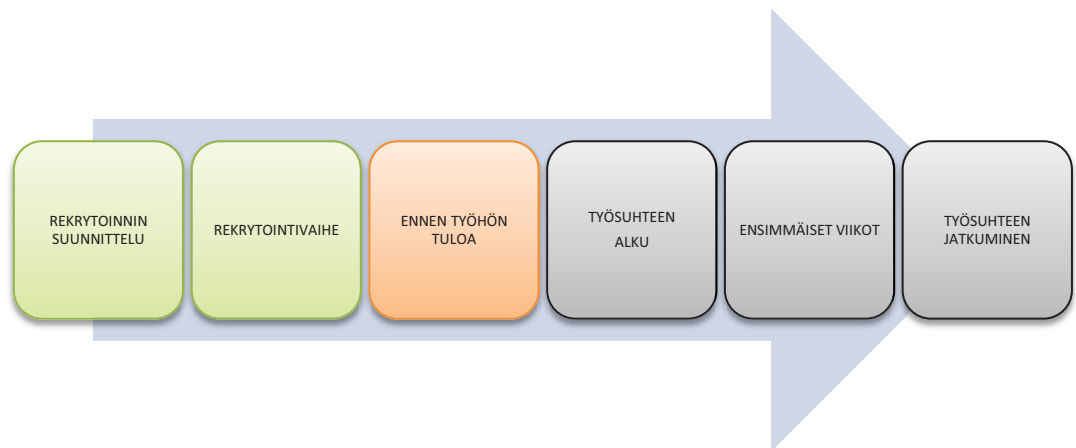 REKRYTOINNIN
SUUNNITTELU
REKRYTOINTIVAIHE
ENNEN TYÖHÖN
TULOA
TYÖSUHTEEN
ALKU
ENSIMMÄISET VIIKOT
TYÖSUHTEEN
JATKUMINEN